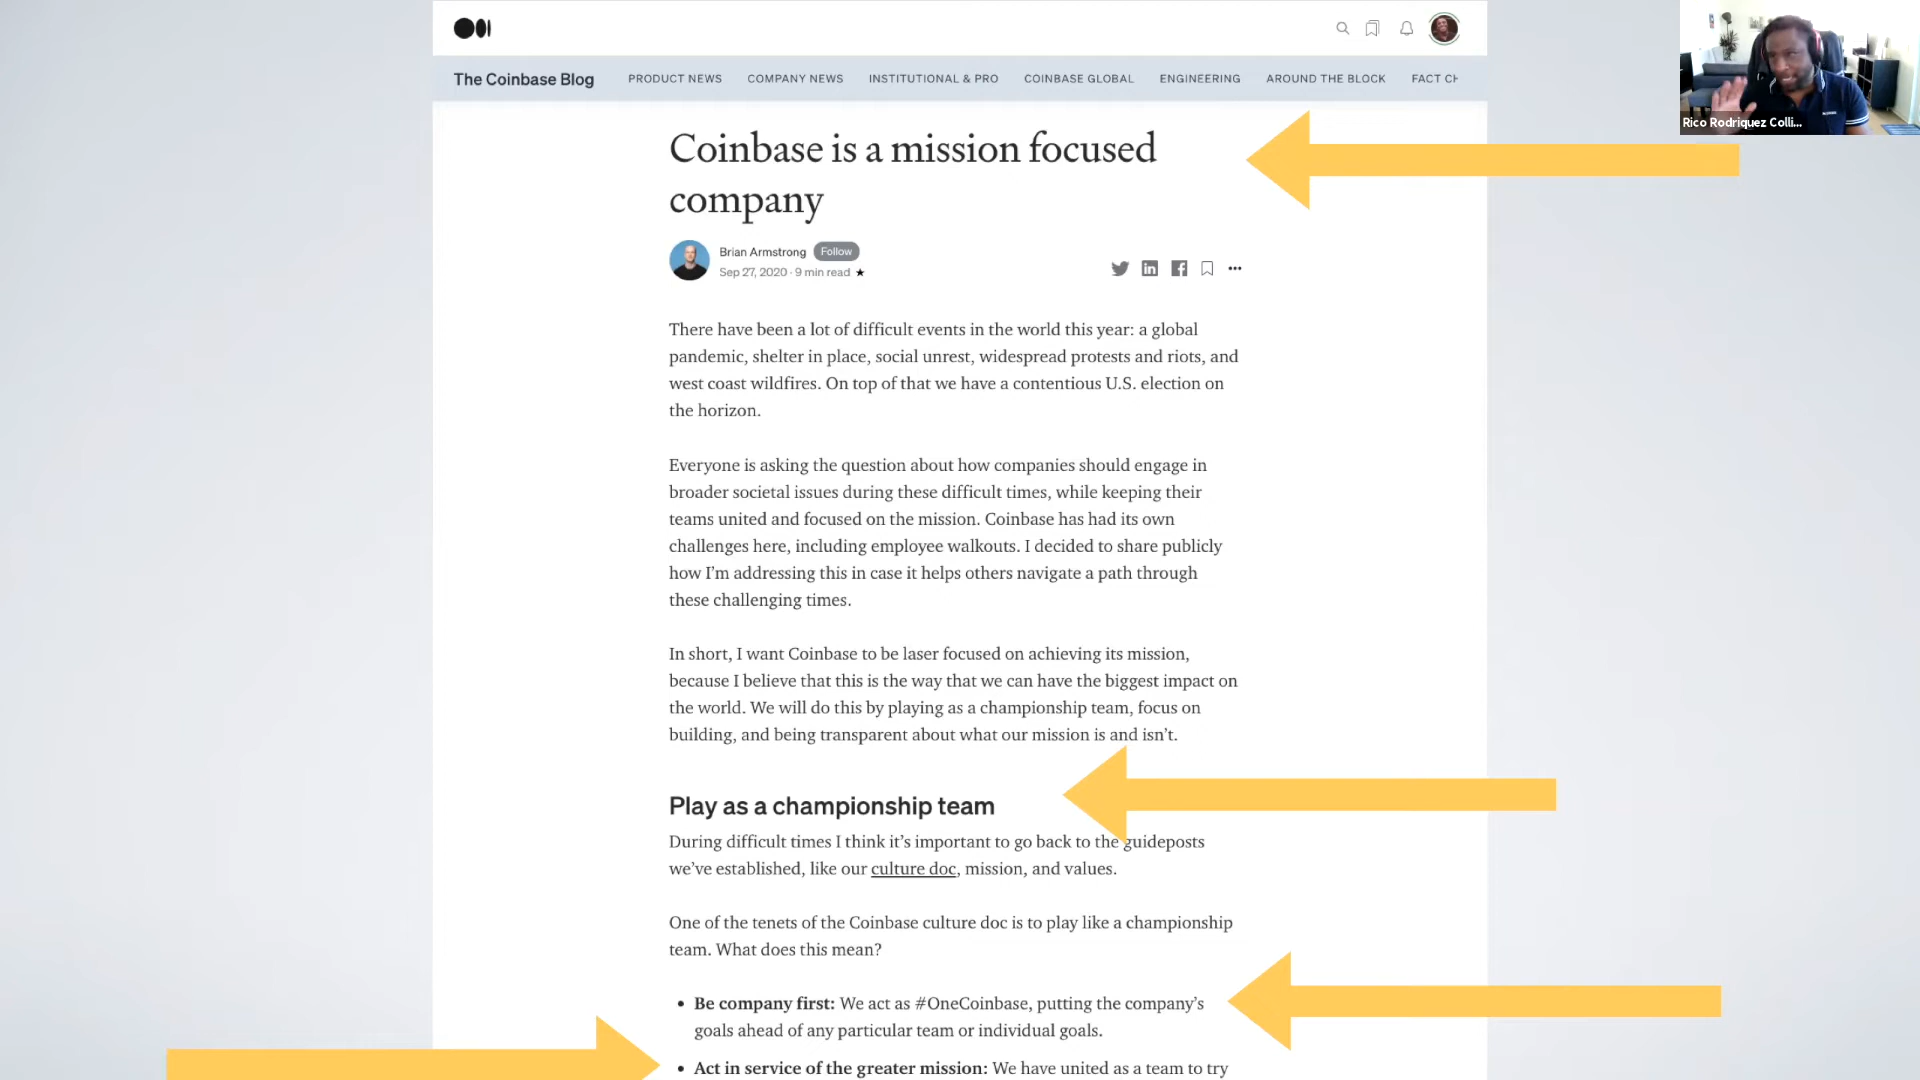 The Coinbase Blog
PRODUCT NEWS
COMPANY NEWS
INSTITUTIONAL & PRO
COINBASE GLOBAL
ENGINEERING
AROUND THE BLOCK
FACT CH
Rico Rodriquez Colli...
Coinbase is a mission focused
company
Brian Armstrong Follow
Sep 27, 2020 · 9 min read ★
There have been a lot of difficult events in the world this year: a global
pandemic, shelter in place, social unrest, widespread protests and riots, and
west coast wildfires. On top of that we have a contentious U.S. election on
the horizon.
Everyone is asking the question about how companies should engage in
broader societal issues during these difficult times, while keeping their
teams united and focused on the mission. Coinbase has had its own
challenges here, including employee walkouts. I decided to share publicly
how I’m addressing this in case it helps others navigate a path through
these challenging times.
In short, I want Coinbase to be laser focused on achieving its mission,
because I believe that this is the way that we can have the biggest impact on
the world. We will do this by playing as a championship team, focus on
building, and being transparent about what our mission is and isn’t.
Play as a championship team
During difficult times I think it’s important to go back to the guideposts
we’ve established, like our culture doc, mission, and values.
One of the tenets of the Coinbase culture doc is to play like a championship
team. What does this mean?
• Be company first: We act as #OneCoinbase, putting the company’s
goals ahead of any particular team or individual goals.
• Act in service of the greater mission: We have united as a team to try